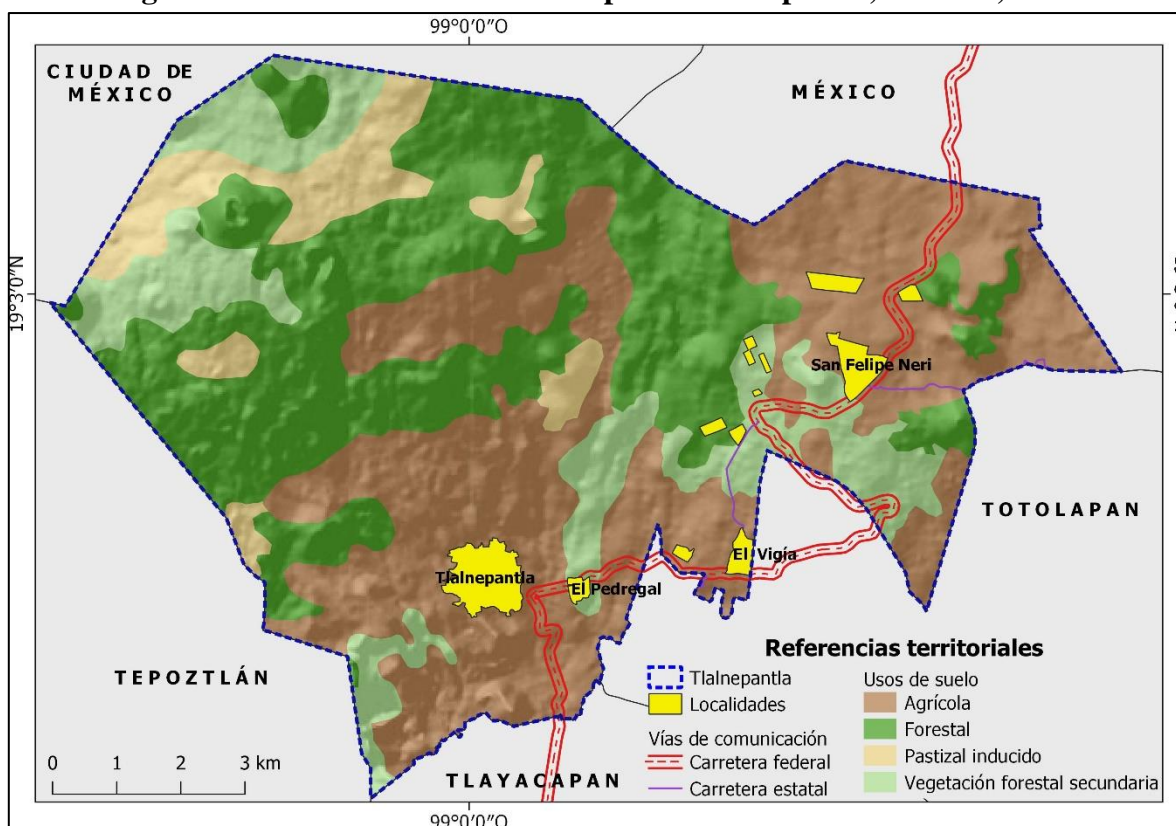 99°0'0"O
CIUDAD DE
MÉXICO
MÉXICO
19°3'0"N
San Felipe Neri
TOTOLAPAN
El Vigía
Tlalnepantla
El Pedregal
TEPOZTLÁN
TLAYACAPAN
Referencias territoriales
Tlalnepantla
Localidades
Vías de comunicación
Carretera federal
Carretera estatal
Usos de suelo
Agrícola
Forestal
Pastizal inducido
Vegetación forestal secundaria
0 1 2 3 km
99°0'0"O